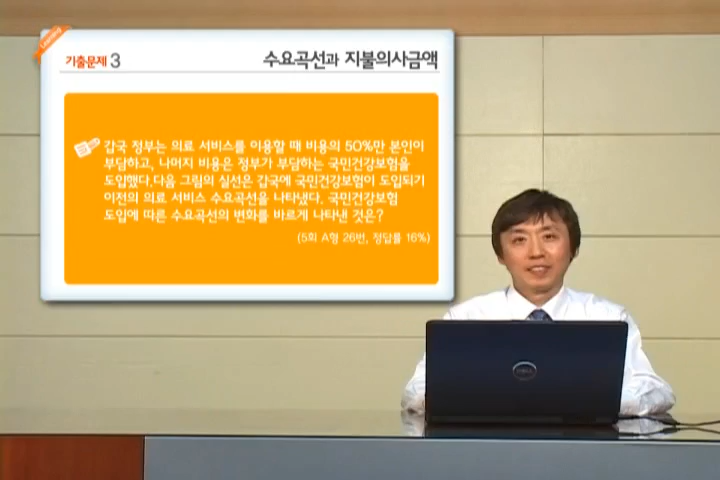 기출문제 3
수요곡선과 지불의사금액
갑국 정부는 의료 서비스를 이용할 때 비용의 50%만 본인이
부담하고, 나머지 비용은 정부가 부담하는 국민건강보험을
도입했다.다음 그림의 실선은 갑국에 국민건강보험이 도입되기
이전의 의료 서비스 수요곡선을 나타냈다. 국민건강보험
도입에 따른 수요곡선의 변화를 바르게 나타낸 것은?
(5회 A형 26번, 정답률 16%)
DELL